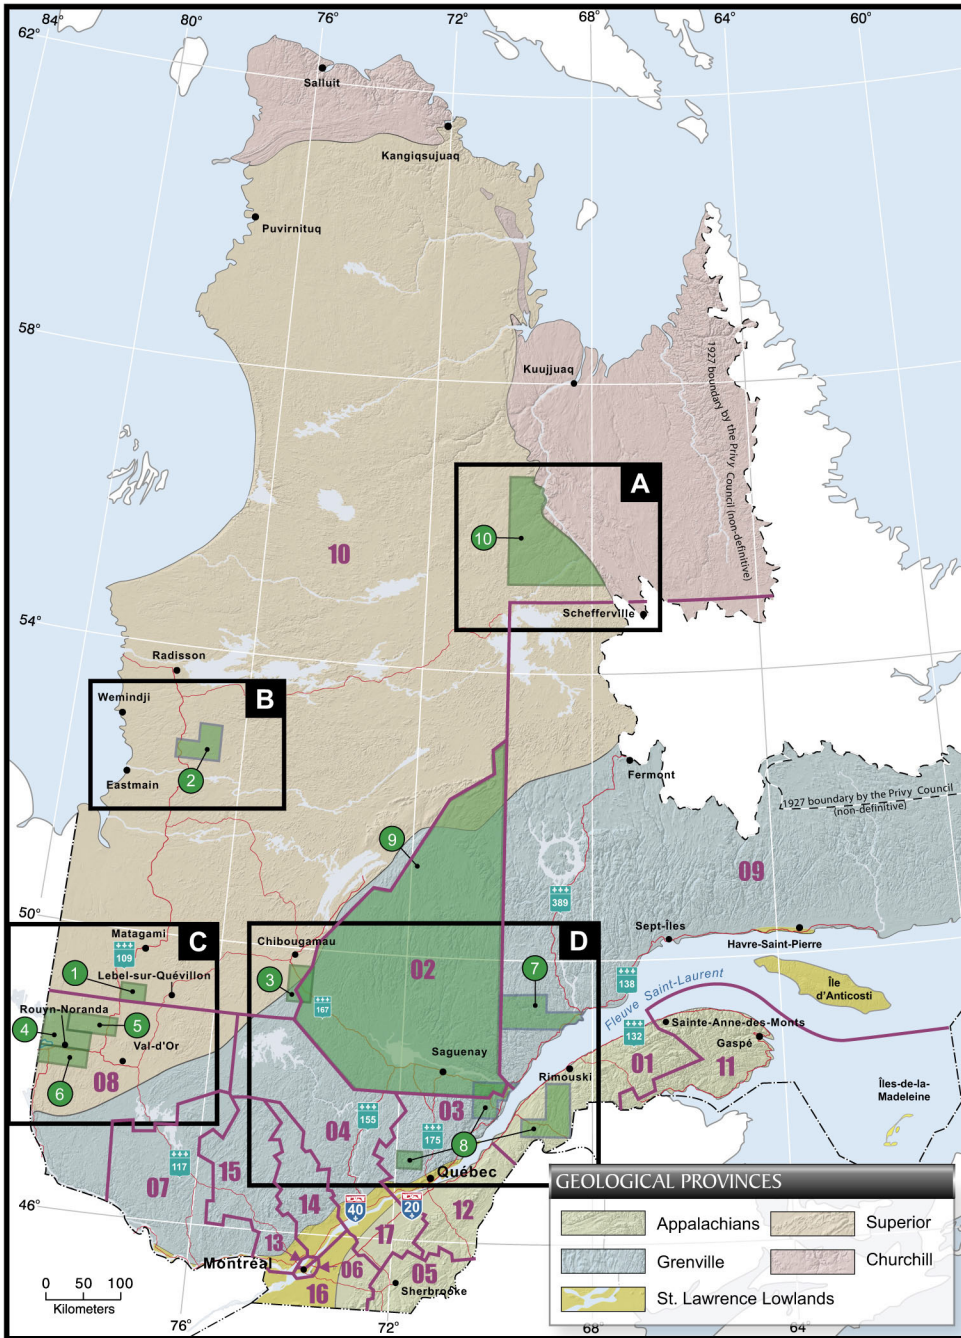 84°
80°
76°
72°
68°
64°
60°
62°
Salluit
Kangiqsujuaq
Puvirnituq
58°
Kuujjuaq
1927 boundary by the Privy Council (non-definitive)
A
10
10
Schefferville
54°
Radisson
B
Wemindji
2
Eastmain
Fermont
1927 boundary by the Privy Council
(non-definitive)
9
09
389
50°
C
D
Matagami
109
Chibougamau
Sept-Îles
Havre-Saint-Pierre
1
Lebel-sur-Quévillon
3
167
02
7
138
Île
d'Anticosti
Fleuve Saint-Laurent
Rouyn-Noranda
4
5
132
Sainte-Anne-des-Monts
Gaspé
Val-d'Or
6
08
Saguenay
Rimouski
01
11
03
Îles-de-la-
Madeleine
04
155
175
8
117
07
15
Québec
46°
14
40
20
12
13
17
Montréal
06
05
16
Sherbrooke
0 50 100
Kilometers
76°
72°
68°
64°
GEOLOGICAL PROVINCES
Appalachians
Superior
Grenville
Churchill
St. Lawrence Lowlands